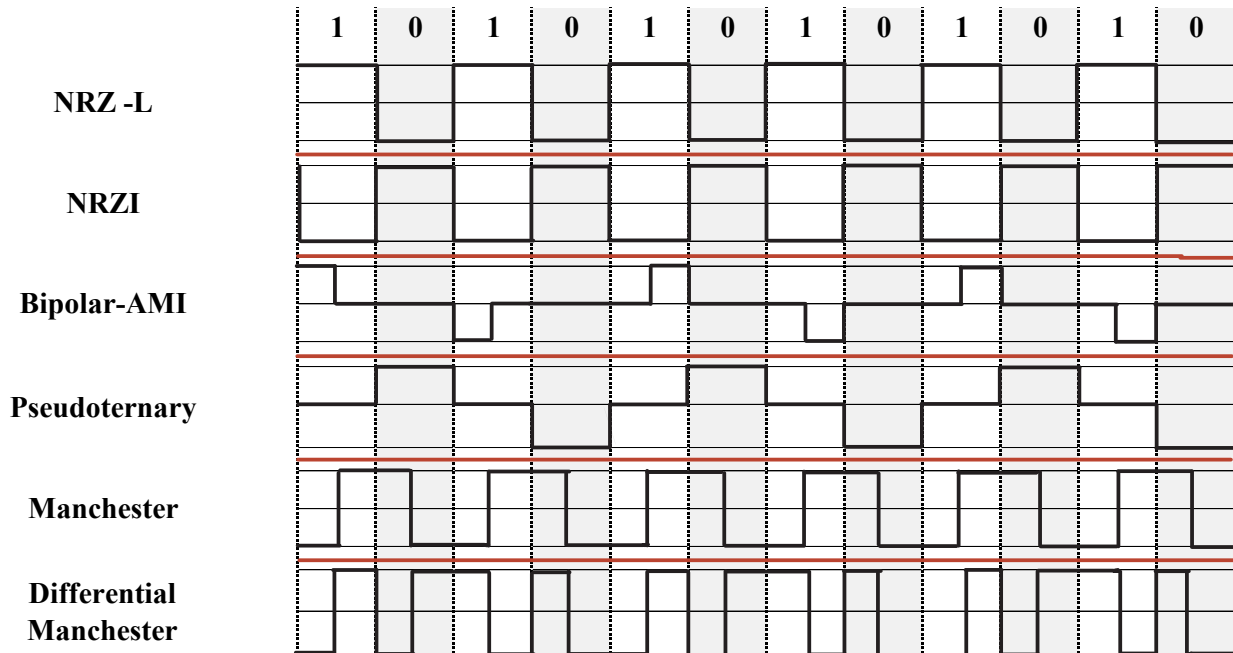 1 0 1 0 1 0 1 0 1 0 1 0
NRZ -L
NRZI
Bipolar-AMI
Pseudoternary
Manchester
Differential
Manchester